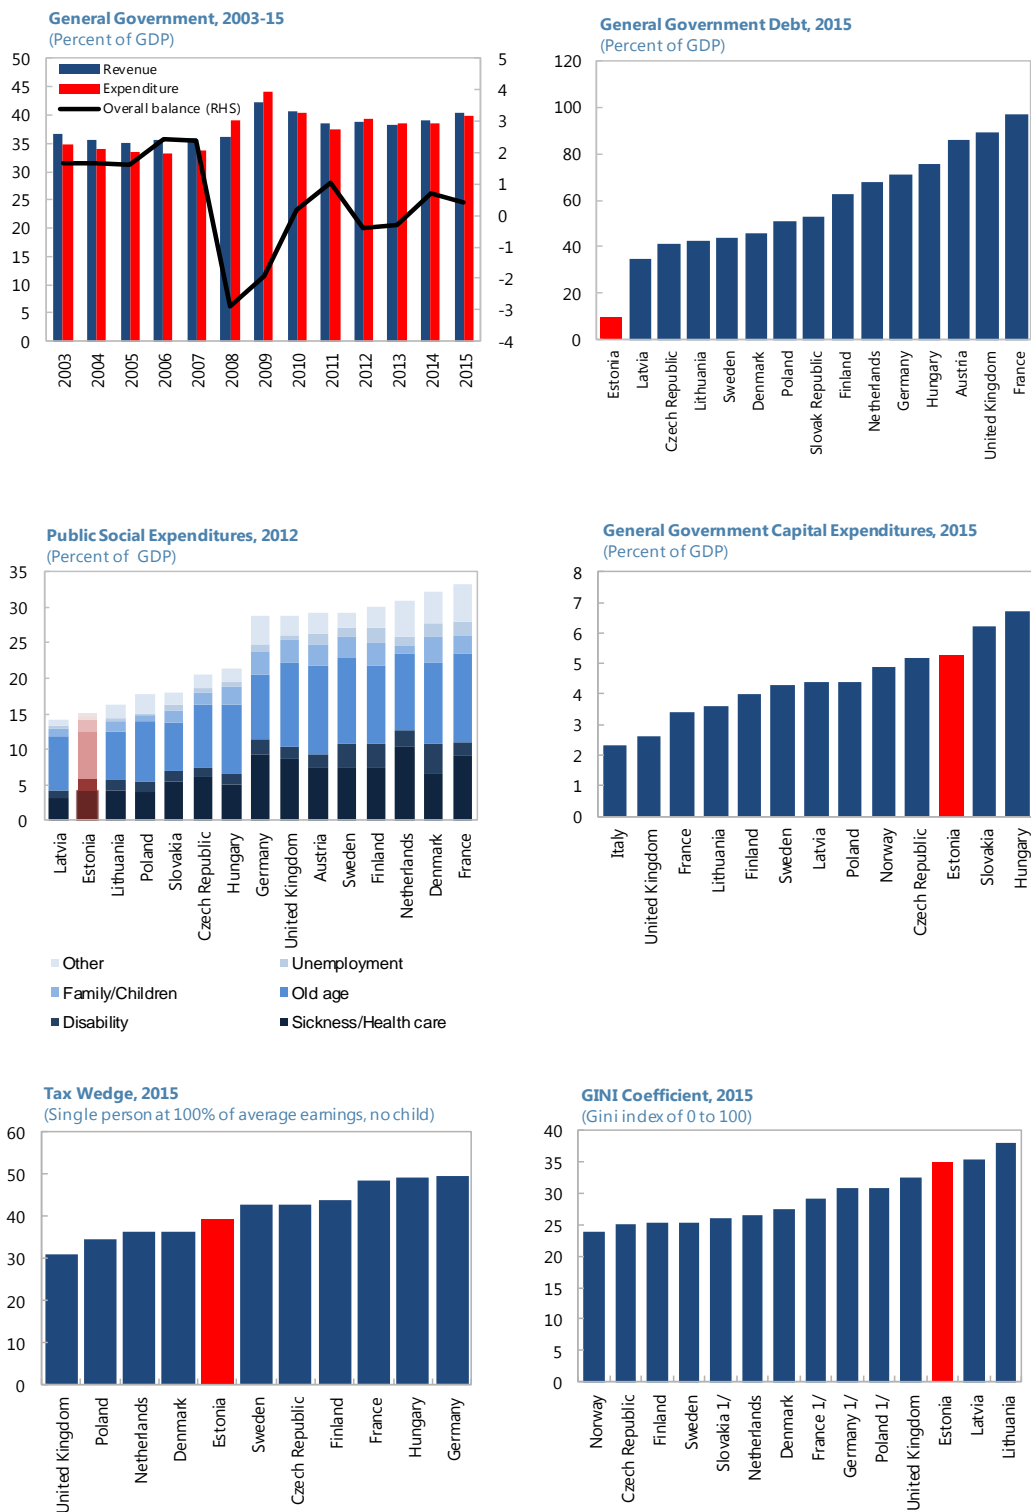 General Government, 2003-15
(Percent of GDP)
50
45
40
35
30
25
20
15
10
5
0
5
4
3
2
1
0
-1
-2
-3
-4
Revenue
Expenditure
Overall balance (RHS)
2003
2004
2005
2006
2007
2008
2009
2010
2011
2012
2013
2014
2015
General Government Debt, 2015
(Percent of GDP)
120
100
80
60
40
20
0
Estonia
Latvia
Czech Republic
Lithuania
Sweden
Denmark
Poland
Slovak Republic
Finland
Netherlands
Germany
Hungary
Austria
United Kingdom
France
Public Social Expenditures, 2012
(Percent of GDP)
35
30
25
20
15
10
5
0
Latvia
Estonia
Lithuania
Poland
Slovakia
Czech Republic
Hungary
Germany
United Kingdom
Austria
Sweden
Finland
Netherlands
Denmark
France
Other
Unemployment
Family/Children
Old age
Disability
Sickness/Health care
General Government Capital Expenditures, 2015
(Percent of GDP)
8
7
6
5
4
3
2
1
0
Italy
United Kingdom
France
Lithuania
Finland
Sweden
Latvia
Poland
Norway
Czech Republic
Estonia
Slovakia
Hungary
Tax Wedge, 2015
(Single person at 100% of average earnings, no child)
60
50
40
30
20
10
0
United Kingdom
Poland
Netherlands
Denmark
Estonia
Sweden
Czech Republic
Finland
France
Hungary
Germany
GINI Coefficient, 2015
(Gini index of 0 to 100)
40
35
30
25
20
15
10
5
0
Norway
Czech Republic
Finland
Sweden
Slovakia 1/
Netherlands
Denmark
France 1/
Germany 1/
Poland 1/
United Kingdom
Estonia
Latvia
Lithuania